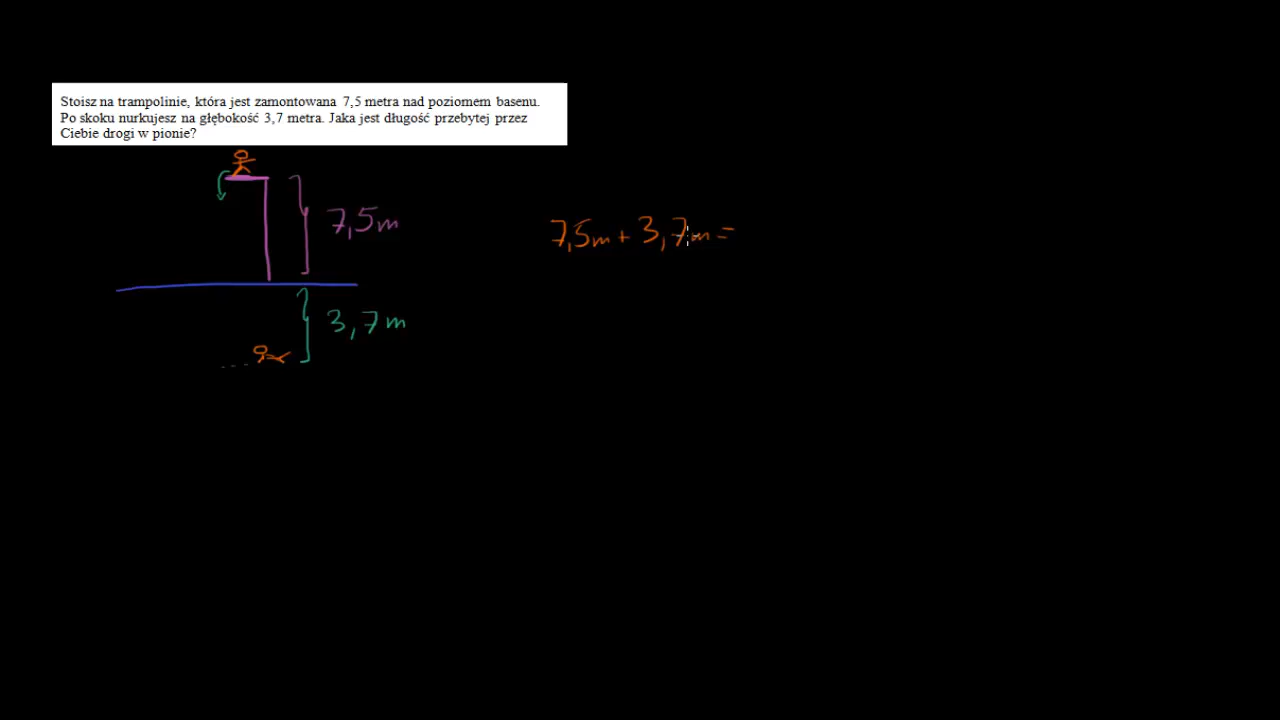 Stoisz na trampolinie, która jest zamontowana 7,5 metra nad poziomem basenu.
Po skoku nurkujesz na głębokość 3,7 metra. Jaka jest długość przebytej przez
Ciebie drogi w pionie?
7,5m
7,5m + 3,7m =
3,7m